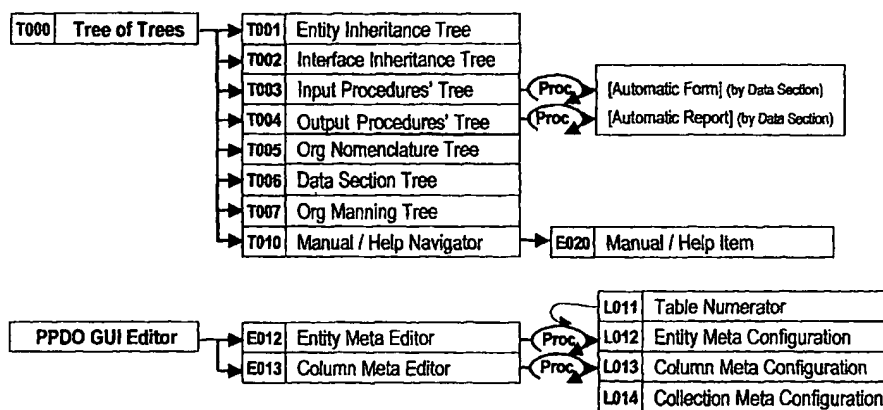 T000 Tree of Trees
T001 Entity Inheritance Tree
T002 Interface Inheritance Tree
T003 Input Procedures' Tree Proc [Automatic Form] (by Data Section)
T004 Output Procedures' Tree Proc [Automatic Report] (by Data Section)
T005 Org Nomenclature Tree
T006 Data Section Tree
T007 Org Manning Tree
T010 Manual / Help Navigator E020 Manual / Help Item
L011 Table Numerator
PPDO GUI Editor E012 Entity Meta Editor Proc L012 Entity Meta Configuration
E013 Column Meta Editor Proc L013 Column Meta Configuration
L014 Collection Meta Configuration